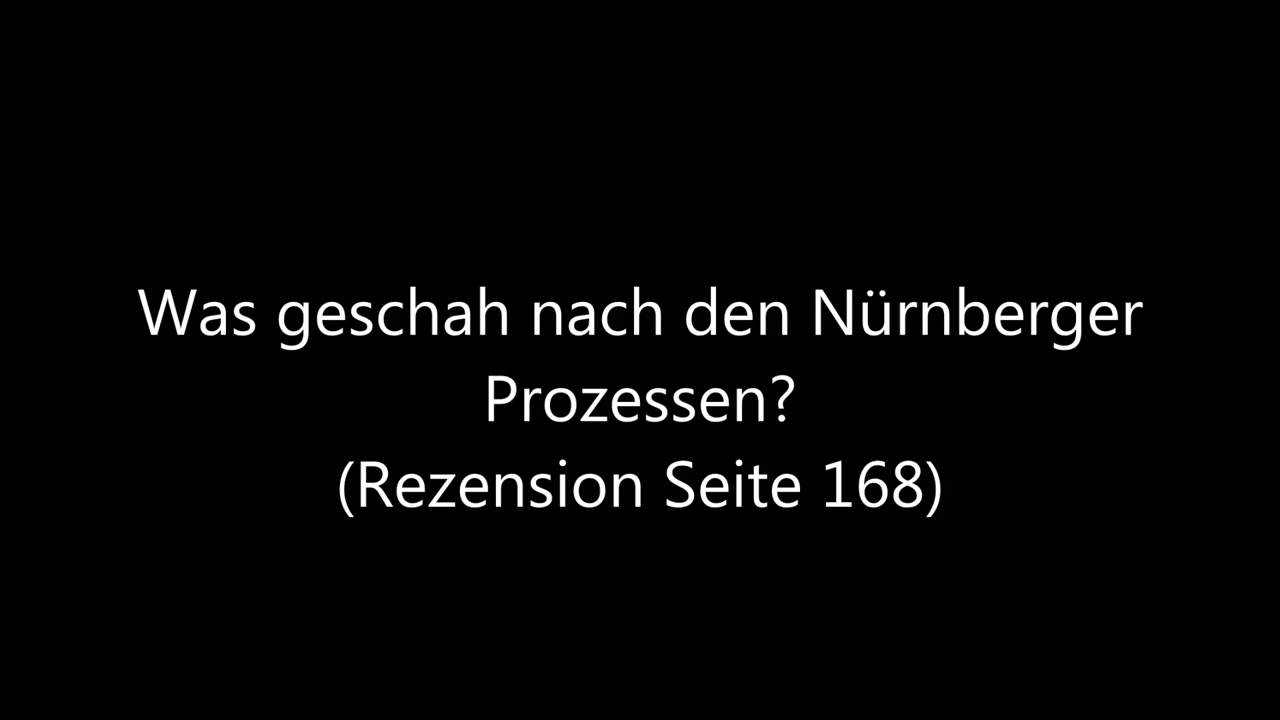 Was geschah nach den Nürnberger
Prozessen?
(Rezension Seite 168)